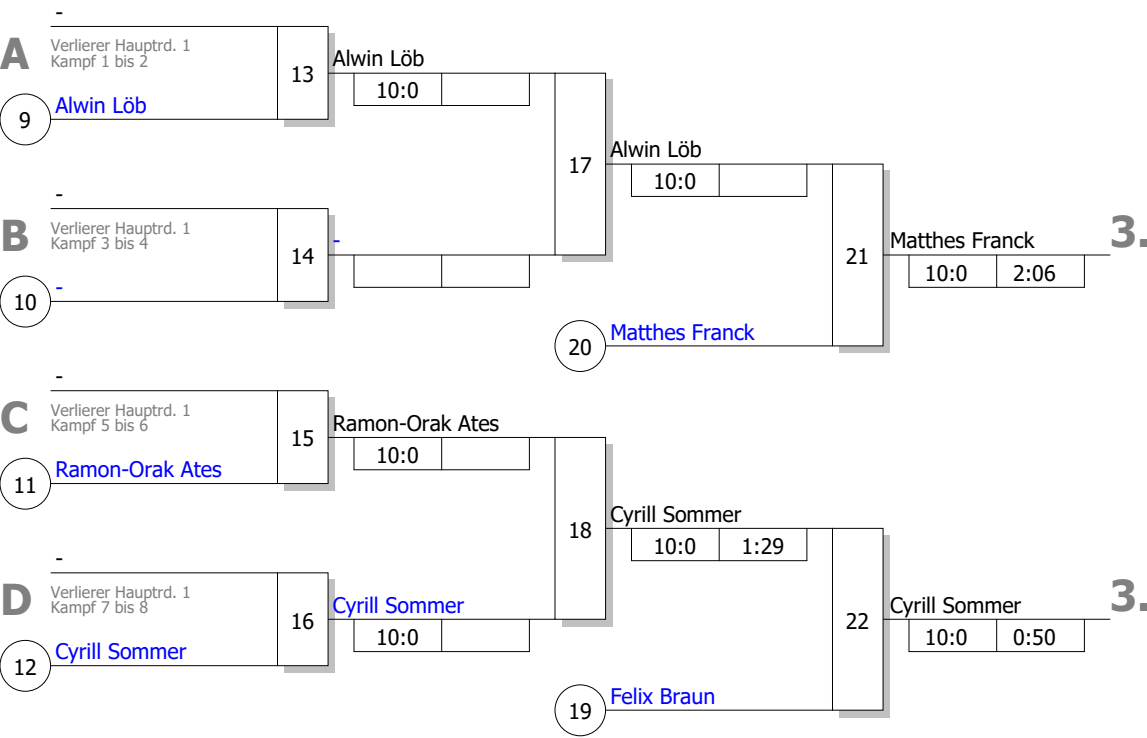 -
A
Verlierer Hauptrd. 1
Kampf 1 bis 2
13
Alwin Löb
10:0
9
Alwin Löb
17
Alwin Löb
10:0
-
B
Verlierer Hauptrd. 1
Kampf 3 bis 4
14
-
10
-
21
Matthes Franck
3.
10:0 2:06
20
Matthes Franck
-
C
Verlierer Hauptrd. 1
Kampf 5 bis 6
15
Ramon-Orak Ates
10:0
11
Ramon-Orak Ates
18
Cyrill Sommer
10:0 1:29
-
D
Verlierer Hauptrd. 1
Kampf 7 bis 8
16
Cyrill Sommer
10:0
12
Cyrill Sommer
22
Cyrill Sommer
3.
10:0 0:50
19
Felix Braun